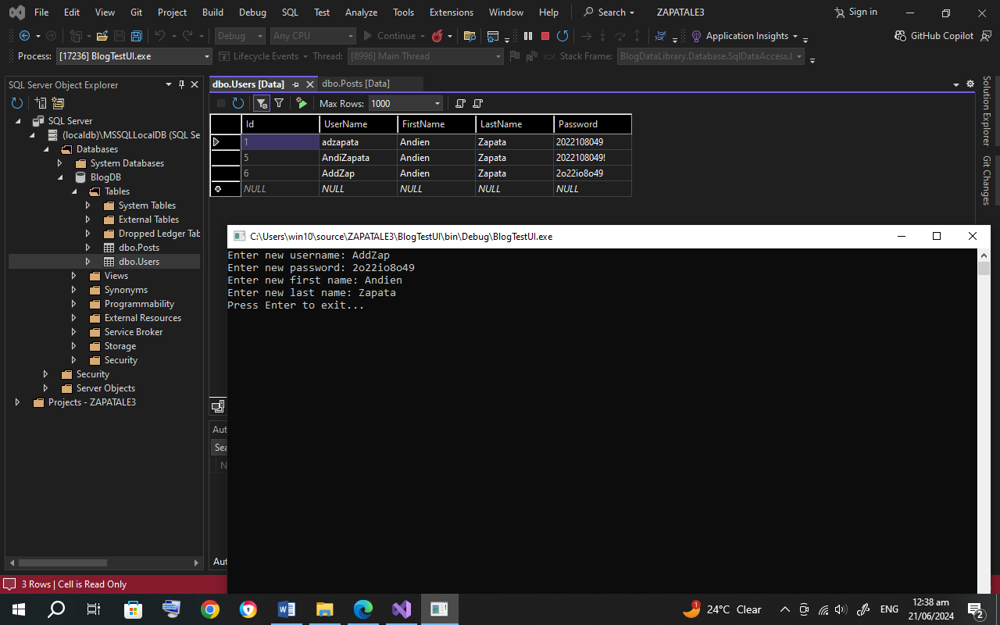 File Edit View Git Project Build Debug SQL Test Analyze Tools Extensions Window Help Search ZAPATALE3 Sign in
Debug Any CPU Continue Application Insights GitHub Copilot
Process: [17236] BlogTestUI.exe Lifecycle Events Thread: [8996] Main Thread Stack Frame: BlogDataLibrary.Database.SqlDataAccess.L
SQL Server Object Explorer
dbo.Users [Data] dbo.Posts [Data]
Max Rows: 1000
Solution Explorer
Git Changes
SQL Server
(localdb)\MSSQLLocalDB (SQL Se
Databases
System Databases
BlogDB
Tables
System Tables
External Tables
Dropped Ledger Tab
dbo.Posts
dbo.Users
Views
Synonyms
Programmability
External Resources
Service Broker
Storage
Security
Security
Server Objects
Projects - ZAPATALE3
Id UserName FirstName LastName Password
1 adzapata Andien Zapata 2022108049
5 AndiZapata Andien Zapata 2022108049!
6 AddZap Andien Zapata 2o22io8o49
NULL NULL NULL NULL NULL
C:\Users\win10\source\ZAPATALE3\BlogTestUI\bin\Debug\BlogTestUI.exe
Enter new username: AddZap
Enter new password: 2o22io8o49
Enter new first name: Andien
Enter new last name: Zapata
Press Enter to exit...
Aut
Sea
N
Aut
3 Rows | Cell is Read Only
1 24°C Clear ENG 12:38 am
21/06/2024
2